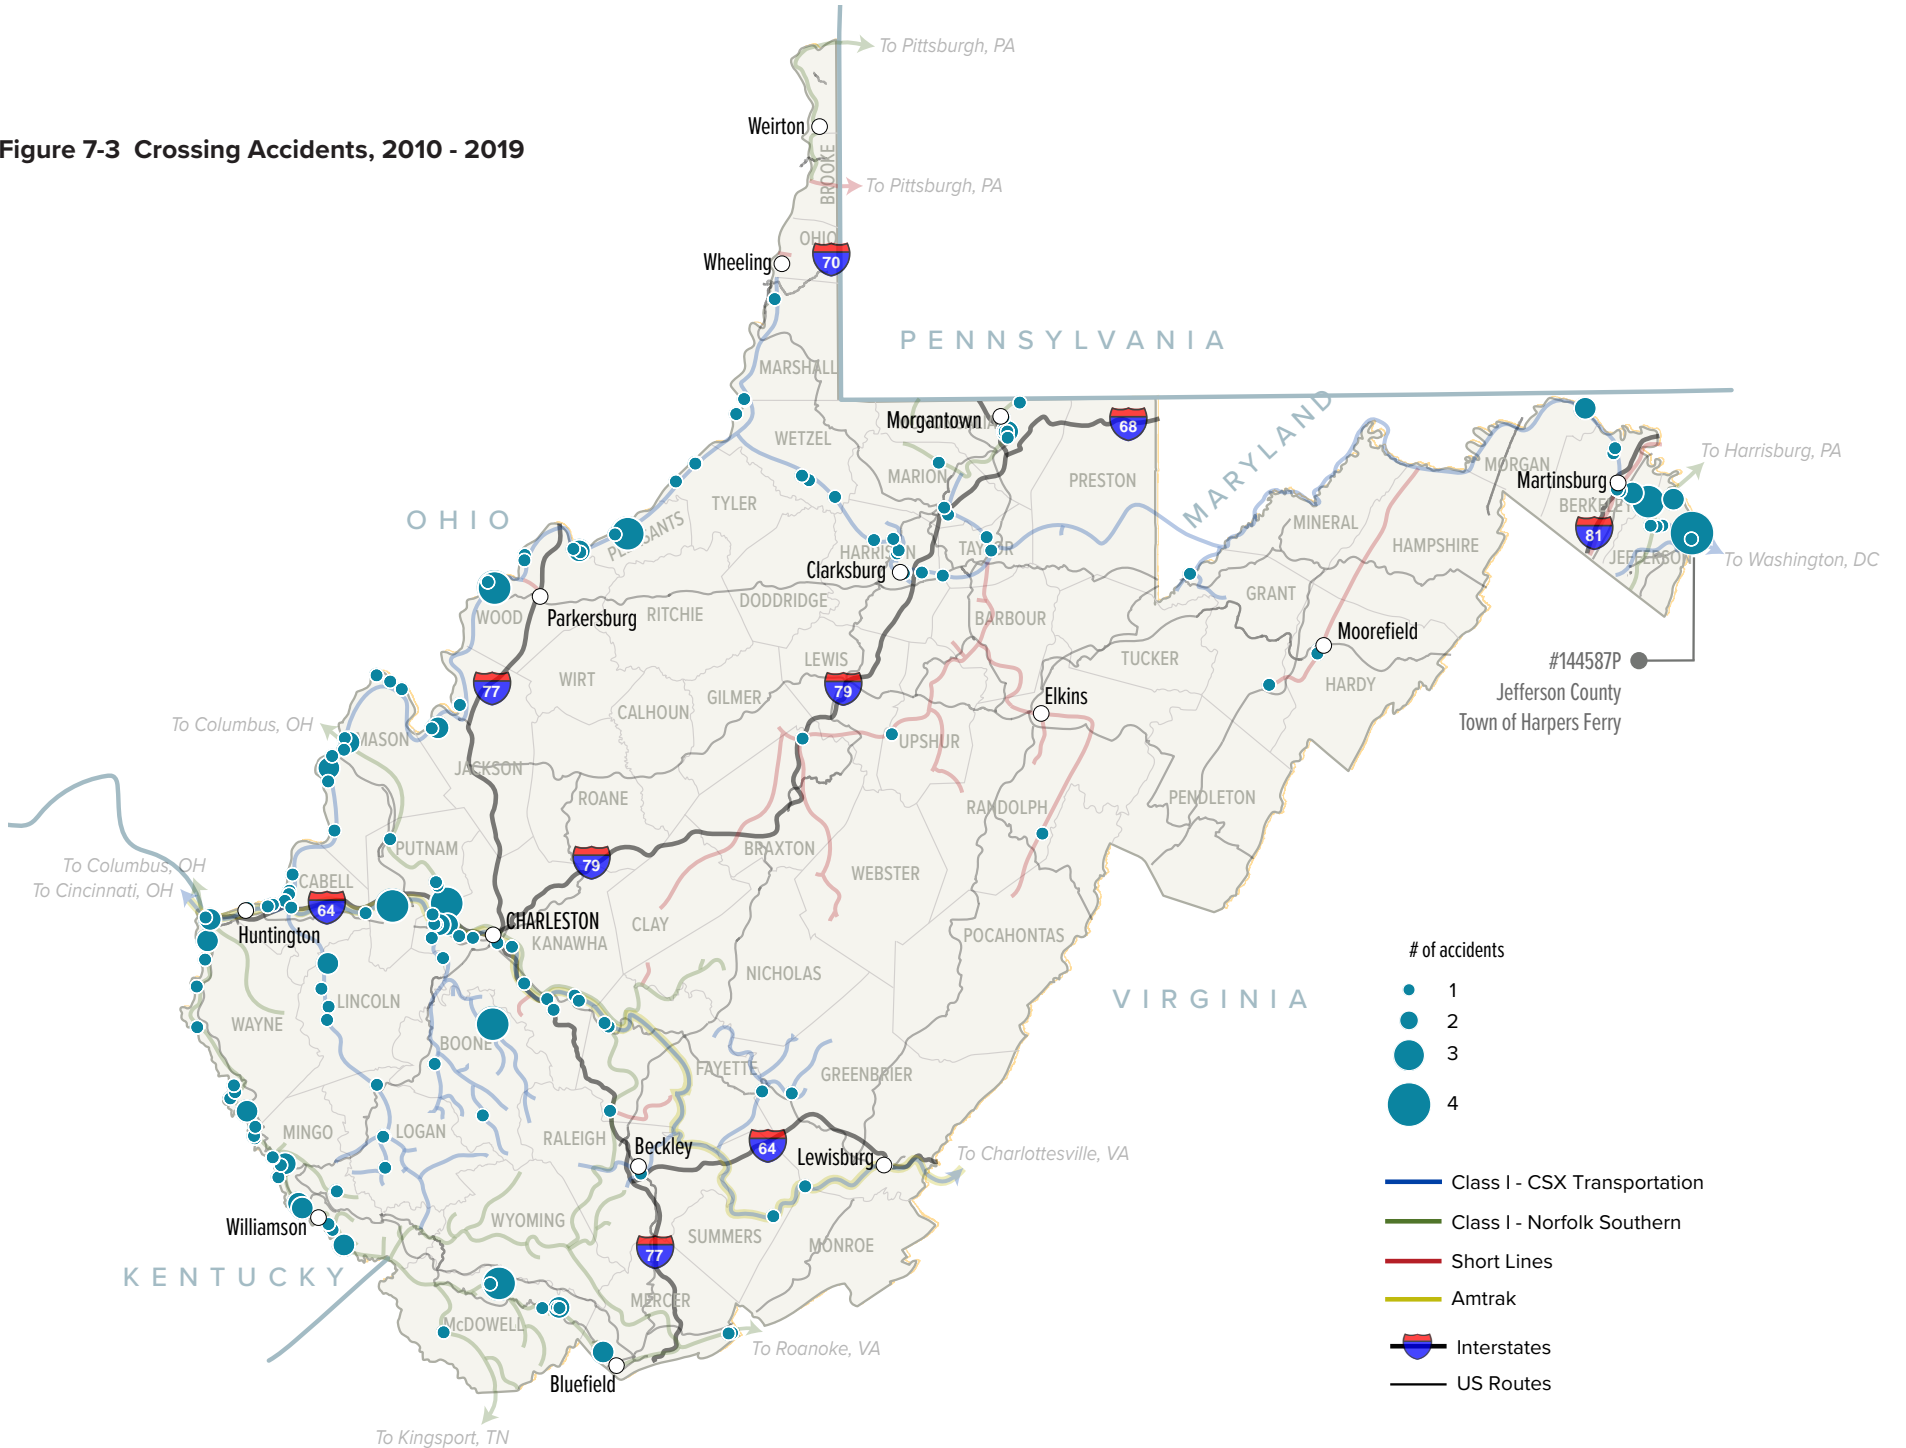 To Pittsburgh, PA
Weirton
Figure 7-3 Crossing Accidents, 2010 - 2019
BROOKE
To Pittsburgh, PA
OHIO
Wheeling
70
PENNSYLVANIA
MARSHALL
MARYLAND
Morgantown
68
WETZEL
To Harrisburg, PA
MORGAN
MARION
PRESTON
Martinsburg
TYLER
BERKELEY
OHIO
PLEASANTS
MINERAL
81
HARRISON
TAYLOR
HAMPSHIRE
JEFFERSON
To Washington, DC
Clarksburg
GRANT
DODDRIDGE
WOOD
Parkersburg
RITCHIE
BARBOUR
Moorefield
LEWIS
TUCKER
#144587P
Jefferson County
Town of Harpers Ferry
WIRT
77
79
HARDY
GILMER
Elkins
CALHOUN
To Columbus, OH
MASON
UPSHUR
JACKSON
ROANE
RANDOLPH
PENDLETON
PUTNAM
BRAXTON
To Columbus, OH
79
WEBSTER
CABELL
To Cincinnati, OH
64
CHARLESTON
CLAY
Huntington
KANAWHA
POCAHONTAS
# of accidents
NICHOLAS
1
LINCOLN
VIRGINIA
2
WAYNE
BOONE
3
FAYETTE
GREENBRIER
4
MINGO
LOGAN
RALEIGH
Beckley
64
Lewisburg
To Charlottesville, VA
Class I - CSX Transportation
Williamson
WYOMING
Class I - Norfolk Southern
SUMMERS
MONROE
77
Short Lines
KENTUCKY
MERCER
Amtrak
McDOWELL
To Roanoke, VA
Interstates
Bluefield
US Routes
To Kingsport, TN